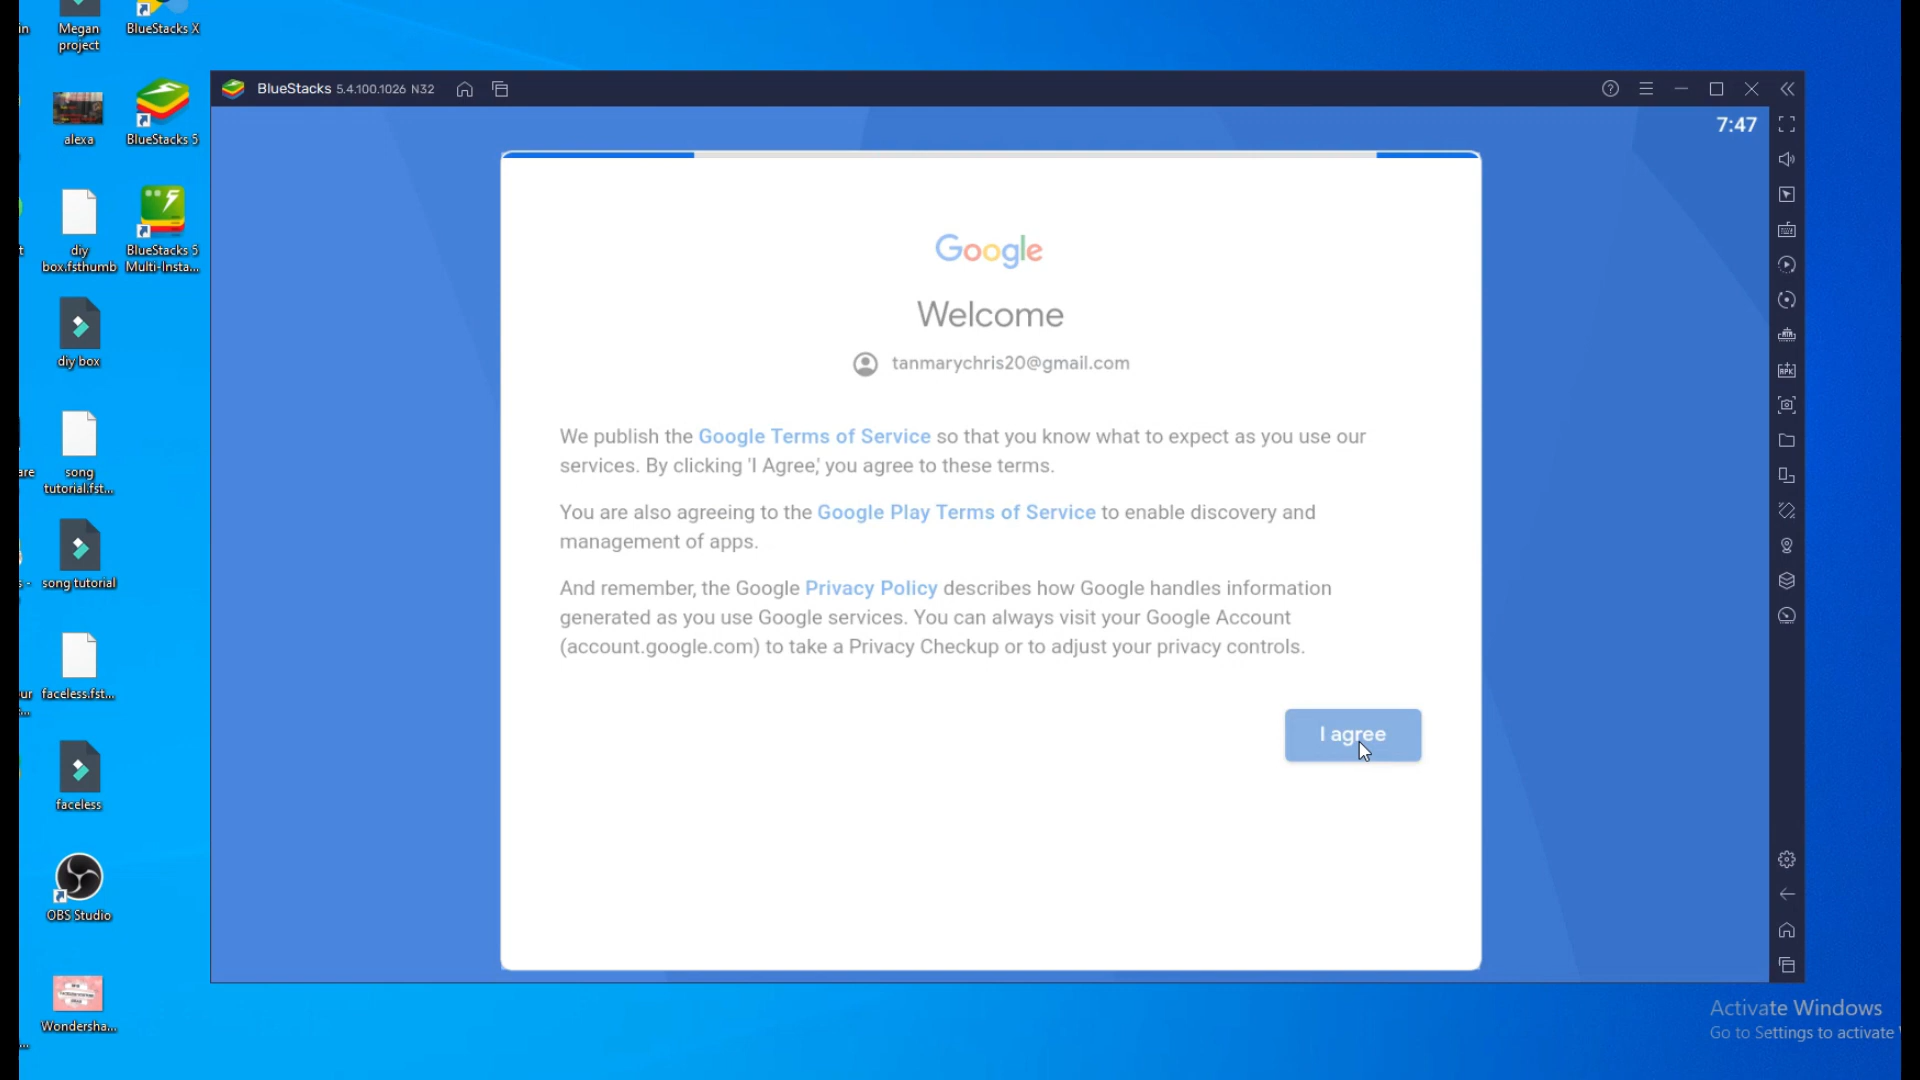 in
Megan
project
BlueStacks X
alexa
BlueStacks 5
diy
box.fsthumb
BlueStacks 5
Multi-Insta...
diy box
song
tutorial.fst...
song tutorial
faceless.fst...
faceless
OBS Studio
Wondersha...
BlueStacks 5.4.100.1026 N32
7:47
Google
Welcome
tanmarychris20@gmail.com
We publish the Google Terms of Service so that you know what to expect as you use our
services. By clicking 'I Agree,' you agree to these terms.
You are also agreeing to the Google Play Terms of Service to enable discovery and
management of apps.
And remember, the Google Privacy Policy describes how Google handles information
generated as you use Google services. You can always visit your Google Account
(account.google.com) to take a Privacy Checkup or to adjust your privacy controls.
I agree
Activate Windows
Go to Settings to activate